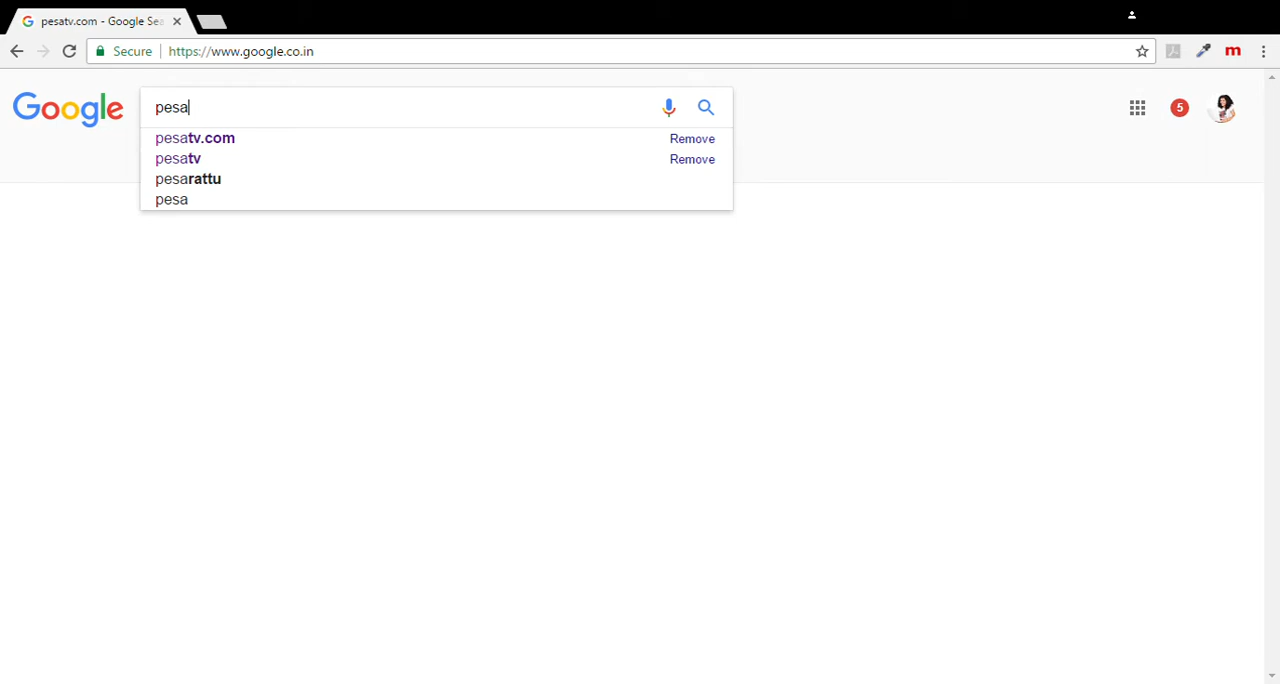 pesatv.com - Google Sea
Secure https://www.google.co.in
m
Google pesa 5
pesatv.com Remove
pesatv Remove
pesarattu
pesa